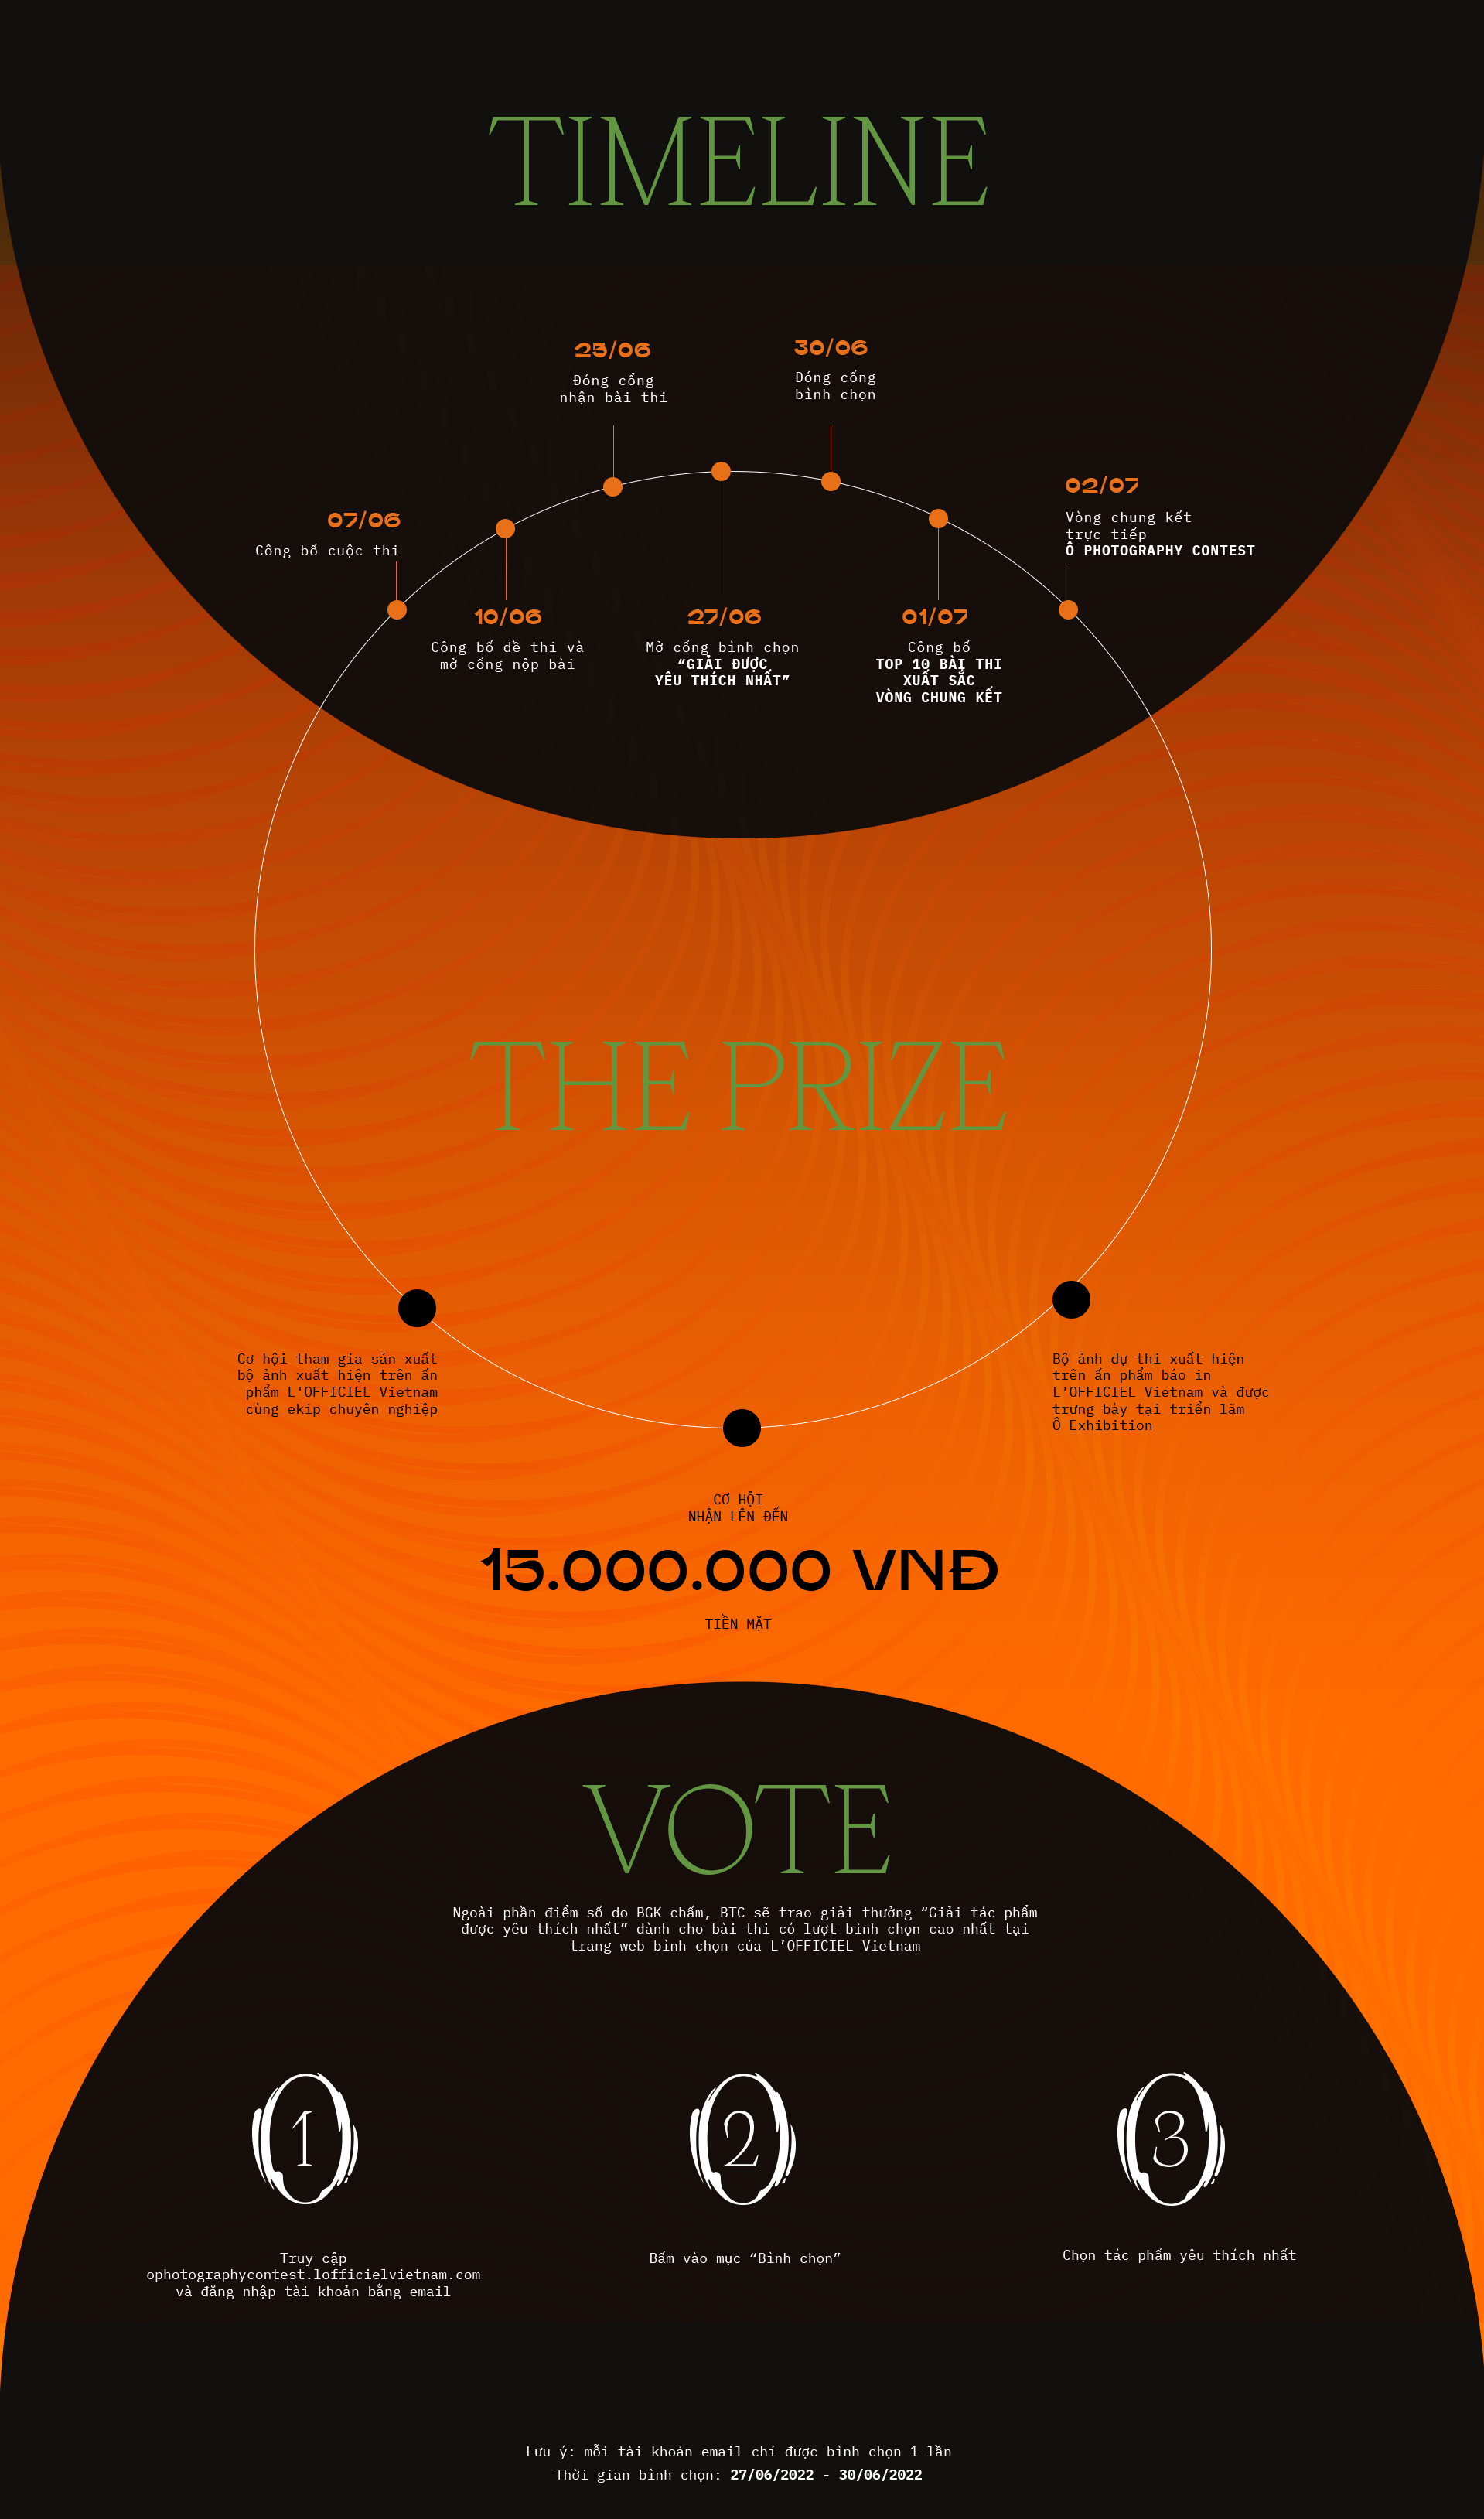 TIMELINE
07/06
Công bố cuộc thi
10/06
Công bố đề thi và
mở cổng nộp bài
25/06
Đóng cổng
nhận bài thi
27/06
Mở cổng bình chọn
“GIẢI ĐƯỢC
YÊU THÍCH NHẤT”
30/06
Đóng cổng
bình chọn
01/07
Công bố
TOP 10 BÀI THI
XUẤT SẮC
VÒNG CHUNG KẾT
02/07
Vòng chung kết
trực tiếp
Ô PHOTOGRAPHY CONTEST
THE PRIZE
Cơ hội tham gia sản xuất
bộ ảnh xuất hiện trên ấn
phẩm L'OFFICIEL Vietnam
cùng ekip chuyên nghiệp
Bộ ảnh dự thi xuất hiện
trên ấn phẩm báo in
L'OFFICIEL Vietnam và được
trưng bày tại triển lãm
Ô Exhibition
CƠ HỘI
NHẬN LÊN ĐẾN
15.000.000 VNĐ
TIỀN MẶT
VOTE
Ngoài phần điểm số do BGK chấm, BTC sẽ trao giải thưởng “Giải tác phẩm
được yêu thích nhất” dành cho bài thi có lượt bình chọn cao nhất tại
trang web bình chọn của L’OFFICIEL Vietnam
1
Truy cập
ophotographycontest.lofficielvietnam.com
và đăng nhập tài khoản bằng email
2
Bấm vào mục “Bình chọn”
3
Chọn tác phẩm yêu thích nhất
Lưu ý: mỗi tài khoản email chỉ được bình chọn 1 lần
Thời gian bình chọn: 27/06/2022 - 30/06/2022